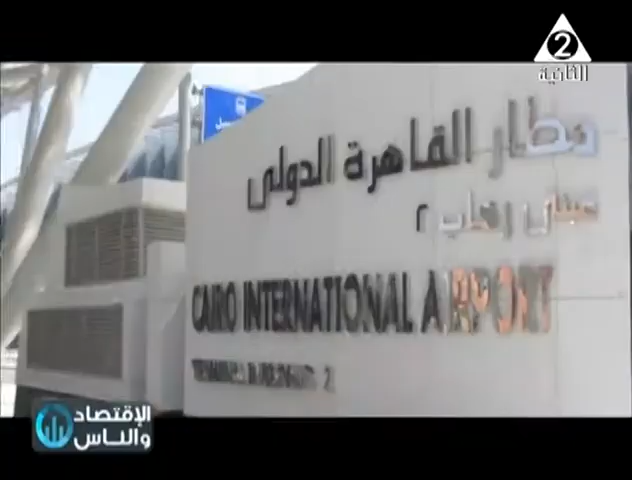 2
الثانية
مطار القاهرة الدولى
مبنى ركاب ٢
CAIRO INTERNATIONAL AIRPORT
TERMINAL BUILDING 2
الإقتصاد
والناس